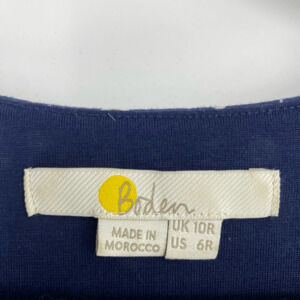 Boden
MADE IN
MOROCCO
UK 10R
US 6R